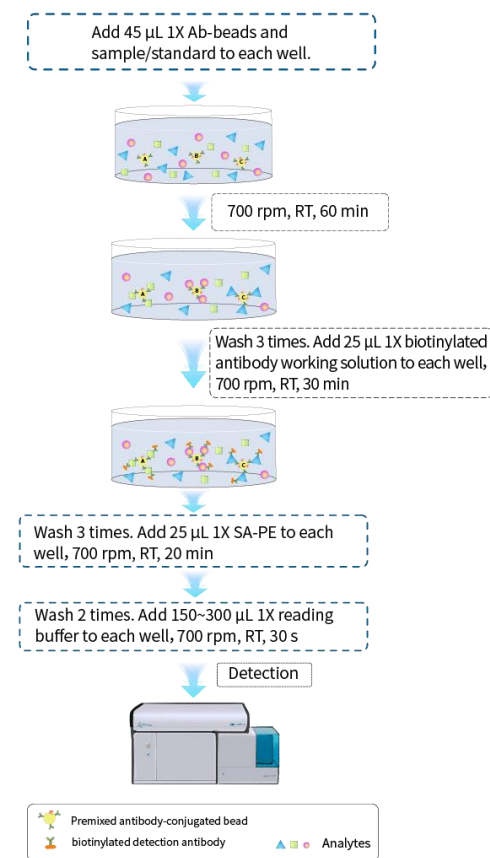 Add 45 µL 1X Ab-beads and
sample/standard to each well.
A
B
C
700 rpm, RT, 60 min
A
B
C
Wash 3 times. Add 25 µL 1X biotinylated
antibody working solution to each well,
700 rpm, RT, 30 min
A
B
C
Wash 3 times. Add 25 µL 1X SA-PE to each
well, 700 rpm, RT, 20 min
Wash 2 times. Add 150~300 µL 1X reading
buffer to each well, 700 rpm, RT, 30 s
Detection
Premixed antibody-conjugated bead
biotinylated detection antibody
Analytes